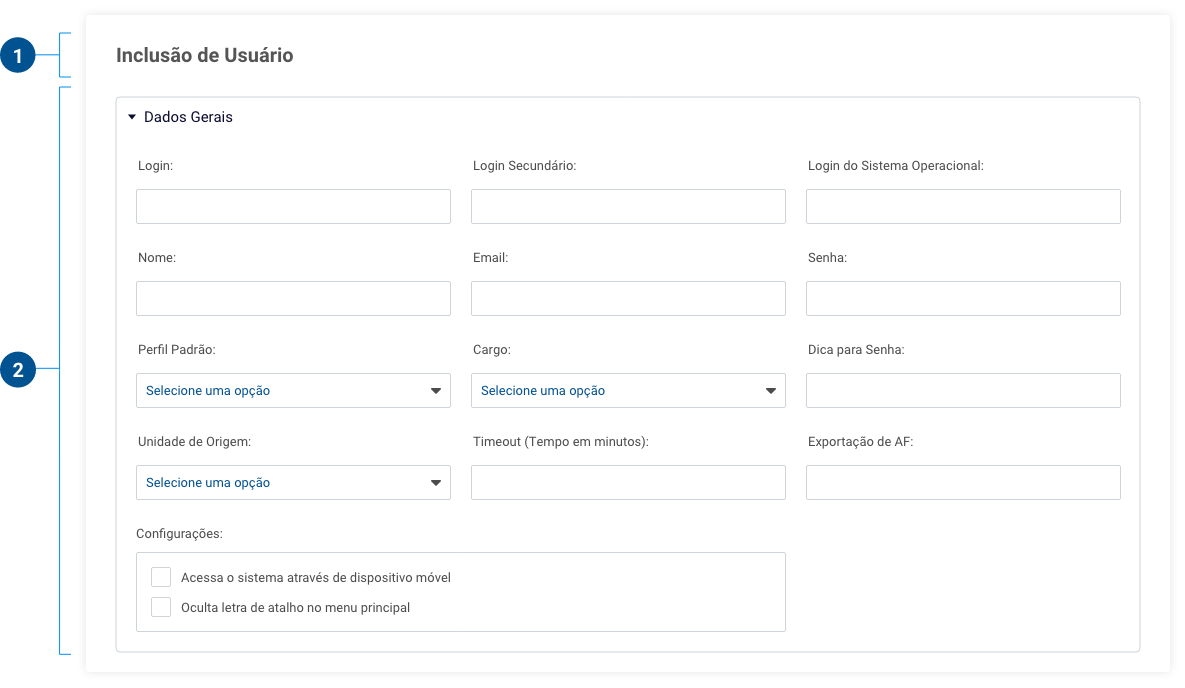 1
Inclusão de Usuário
2
Dados Gerais
Login:
Login Secundário:
Login do Sistema Operacional:
Nome:
Email:
Senha:
Perfil Padrão:
Cargo:
Dica para Senha:
Selecione uma opção
Selecione uma opção
Unidade de Origem:
Timeout (Tempo em minutos):
Exportação de AF:
Selecione uma opção
Configurações:
Acessa o sistema através de dispositivo móvel
Oculta letra de atalho no menu principal